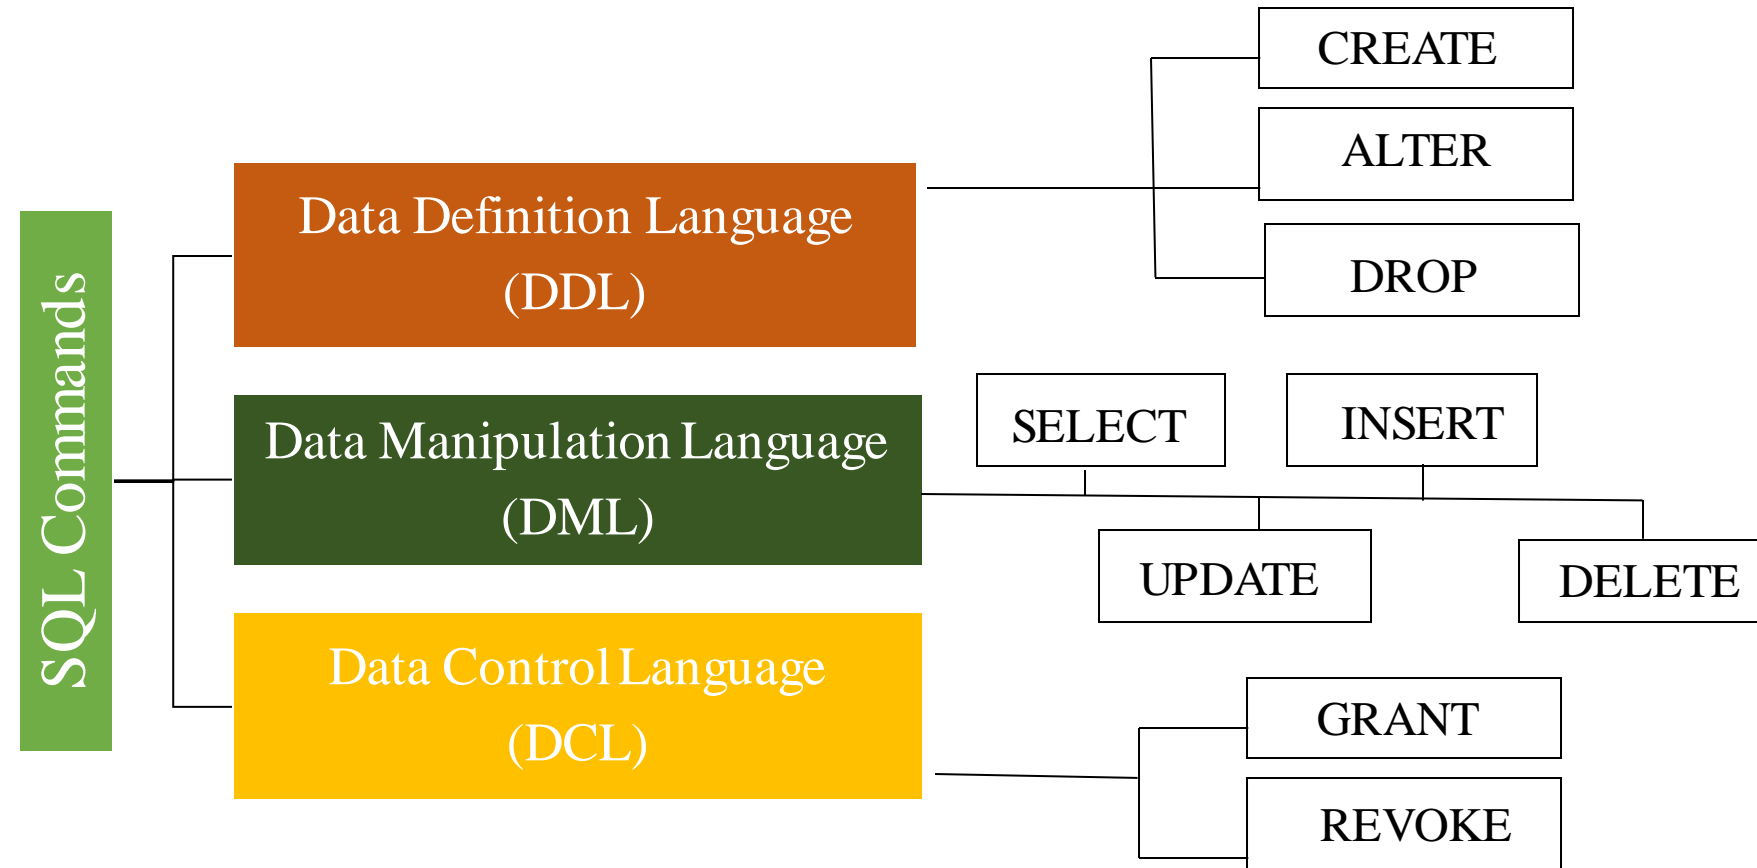 SQL Commands
Data Definition Language
(DDL)
CREATE
ALTER
DROP
Data Manipulation Language
(DML)
SELECT
INSERT
UPDATE
DELETE
Data Control Language
(DCL)
GRANT
REVOKE